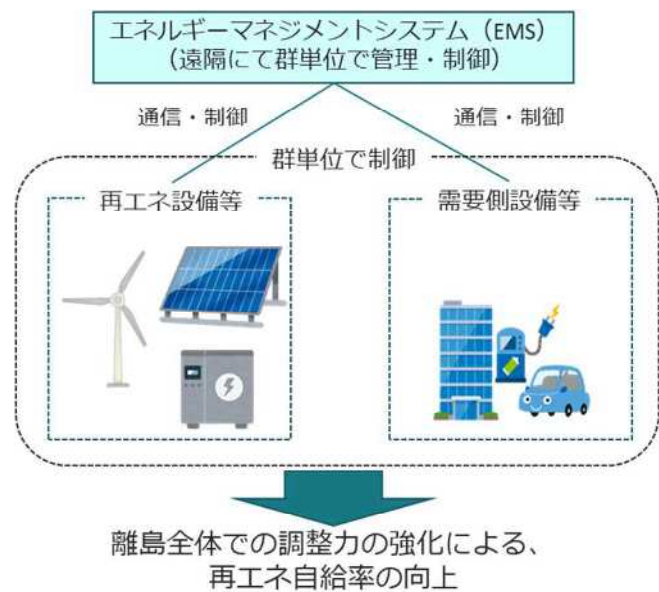 エネルギーマネジメントシステム（EMS）
（遠隔にて群単位で管理・制御）
通信・制御
通信・制御
群単位で制御
再エネ設備等
需要側設備等
離島全体での調整力の強化による、
再エネ自給率の向上